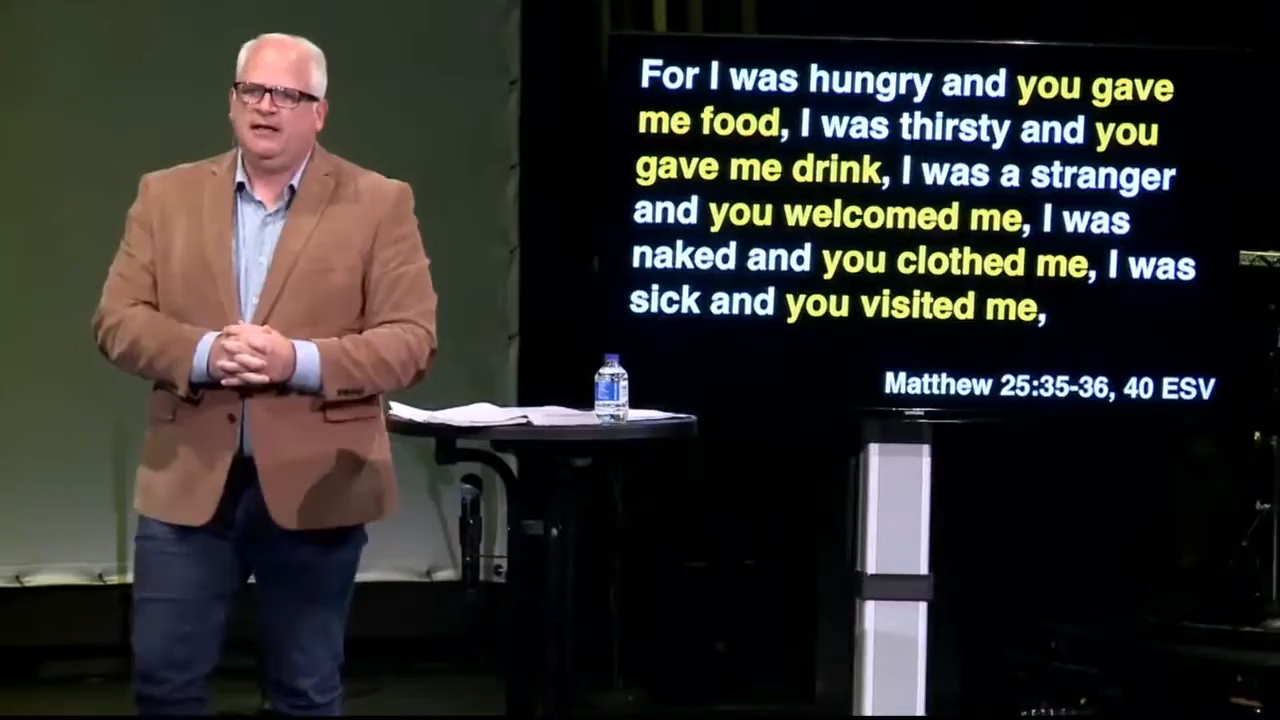 For I was hungry and you gave
me food, I was thirsty and you
gave me drink, I was a stranger
and you welcomed me, I was
naked and you clothed me, I was
sick and you visited me,
Matthew 25:35-36, 40 ESV